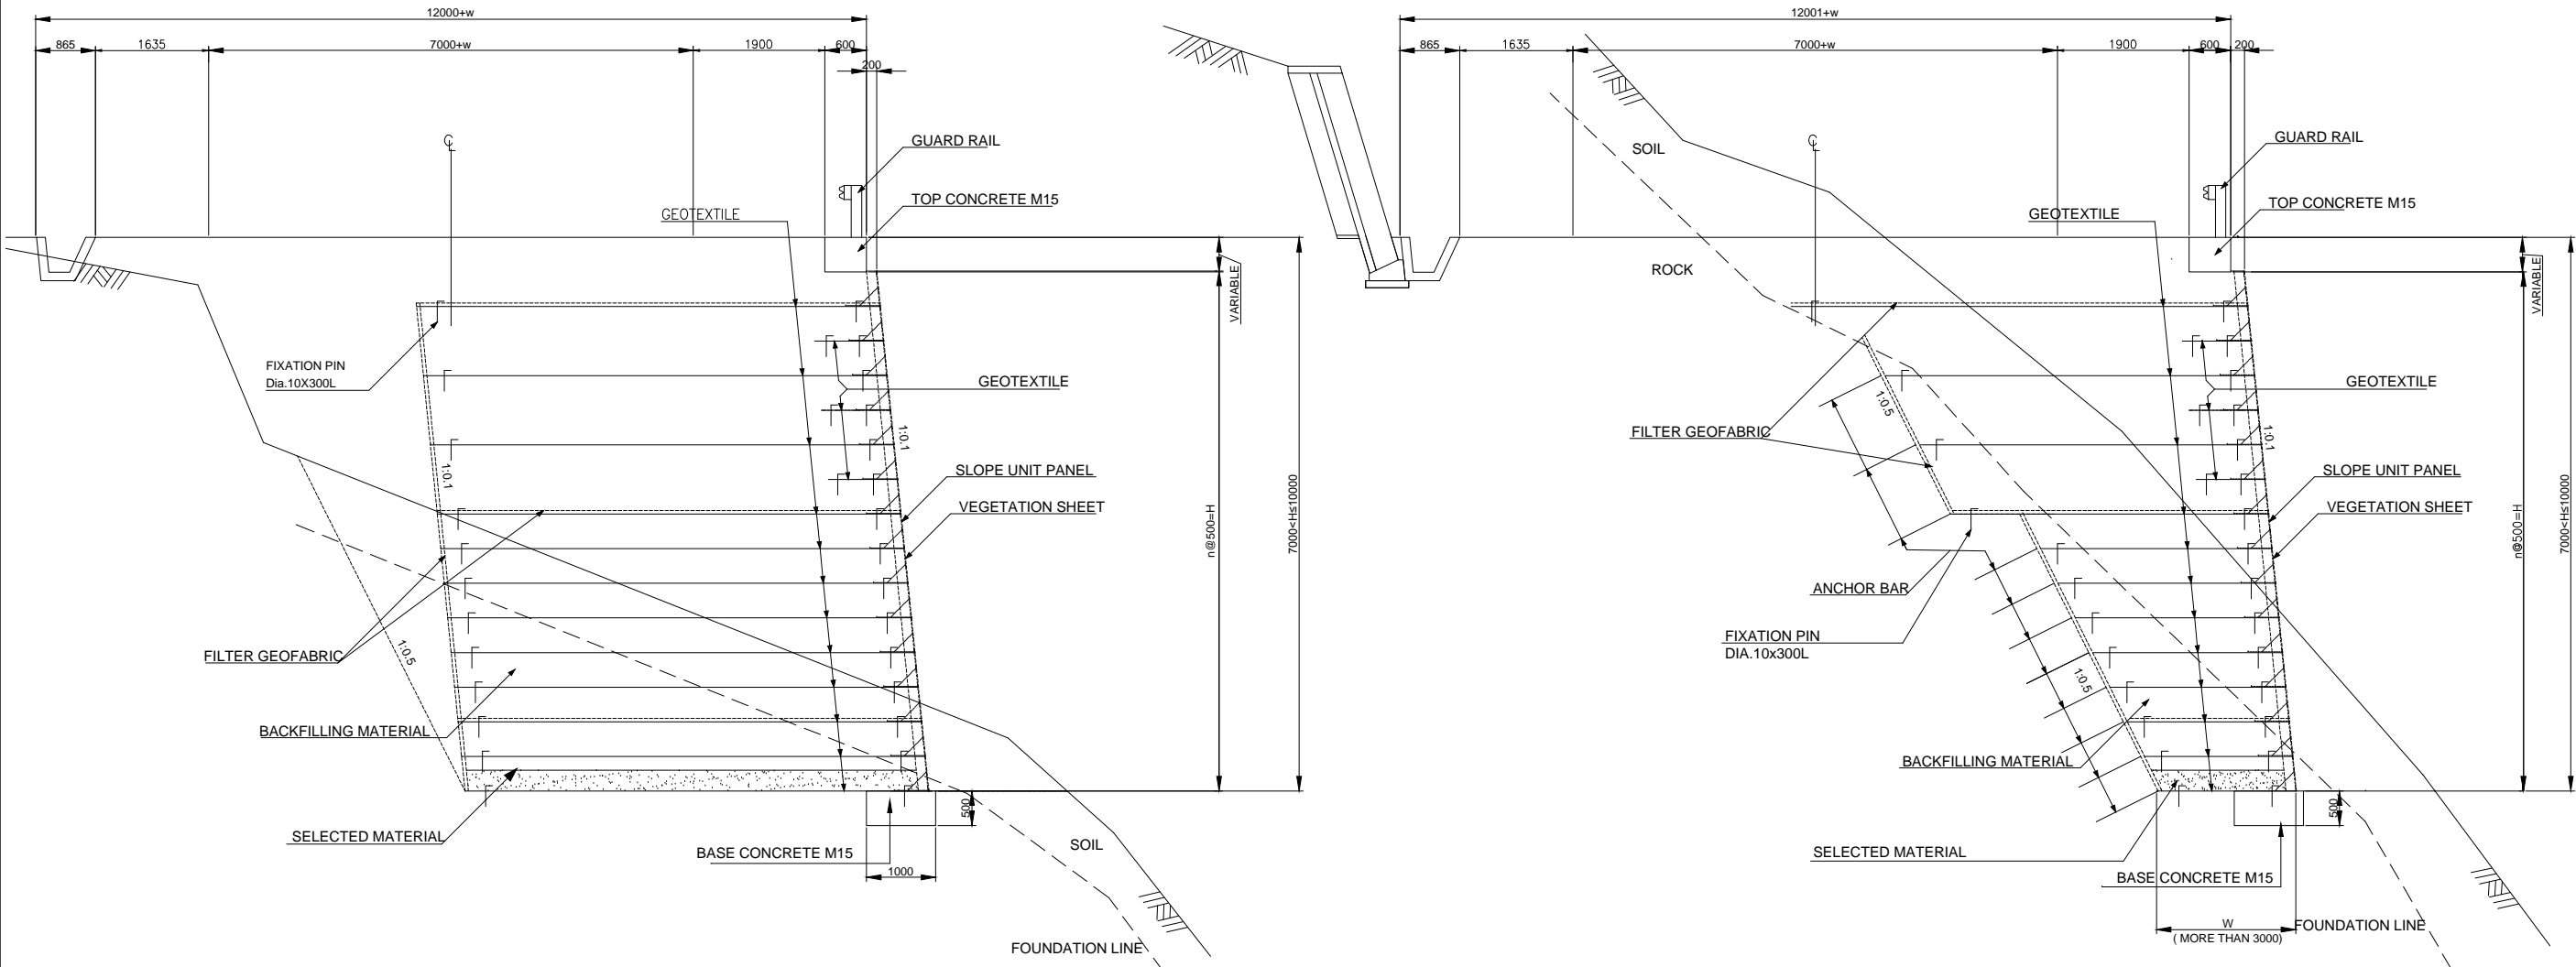 12000+w
865
1635
7000+w
1900
600
200
GUARD RAIL
TOP CONCRETE M15
GEOTEXTILE
VARIABLE
FIXATION PIN
Dia.10X300L
GEOTEXTILE
1:0.1
1:0.1
SLOPE UNIT PANEL
VEGETATION SHEET
n@500=H
7000<H≤10000
FILTER GEOFABRIC
1:0.5
BACKFILLING MATERIAL
SELECTED MATERIAL
500
BASE CONCRETE M15
1000
SOIL
FOUNDATION LINE
12001+w
865
1635
7000+w
1900
600
200
SOIL
GUARD RAIL
TOP CONCRETE M15
GEOTEXTILE
ROCK
VARIABLE
GEOTEXTILE
1:0.5
FILTER GEOFABRIC
1:0.1
SLOPE UNIT PANEL
VEGETATION SHEET
n@500=H
7000<H≤10000
ANCHOR BAR
FIXATION PIN
DIA.10x300L
1:0.5
BACKFILLING MATERIAL
500
SELECTED MATERIAL
BASE CONCRETE M15
W
( MORE THAN 3000)
FOUNDATION LINE